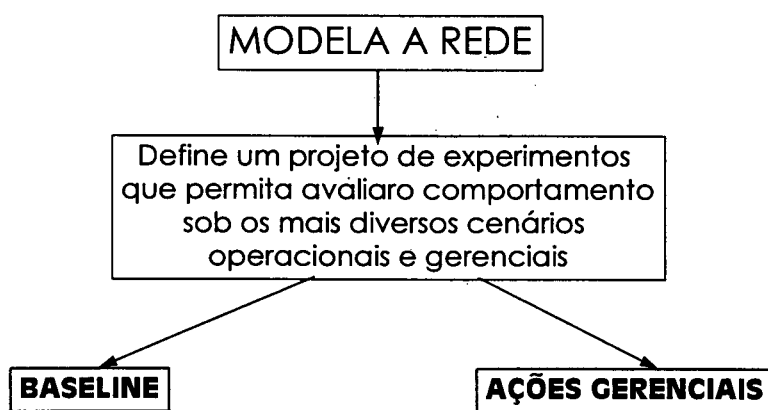 MODELA A REDE
Define um projeto de experimentos
que permita aváliaro comportamento
sob os mais diversos cenários
operacionais e gerenciais
BASELINE
AÇÕES GERENCIAIS